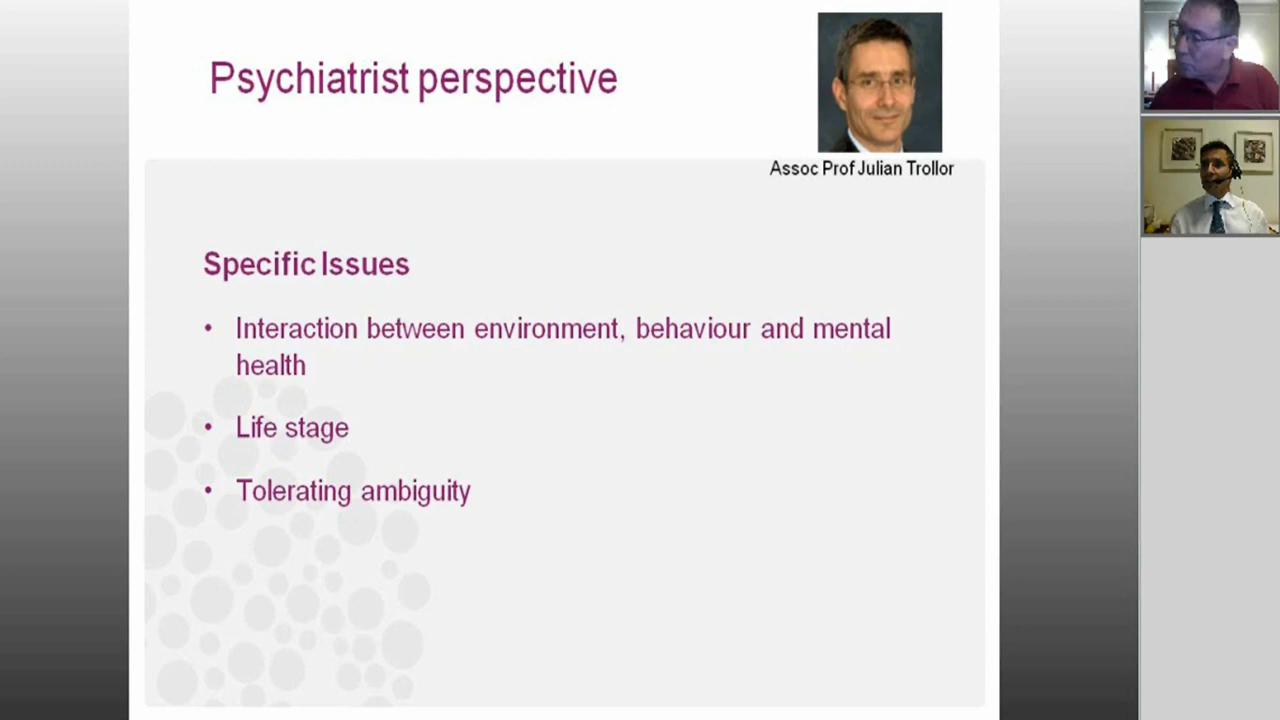 Psychiatrist perspective
Assoc Prof Julian Trollor
Specific Issues
• Interaction between environment, behaviour and mental
health
• Life stage
• Tolerating ambiguity